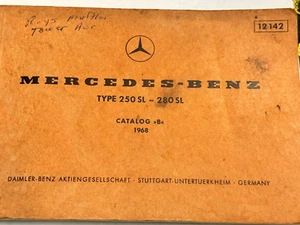 12142
MERCEDES-BENZ
TYPE 250 SL – 280 SL
CATALOG »B«
1968
DAIMLER-BENZ AKTIENGESELLSCHAFT · STUTTGART-UNTERTUERKHEIM · GERMANY